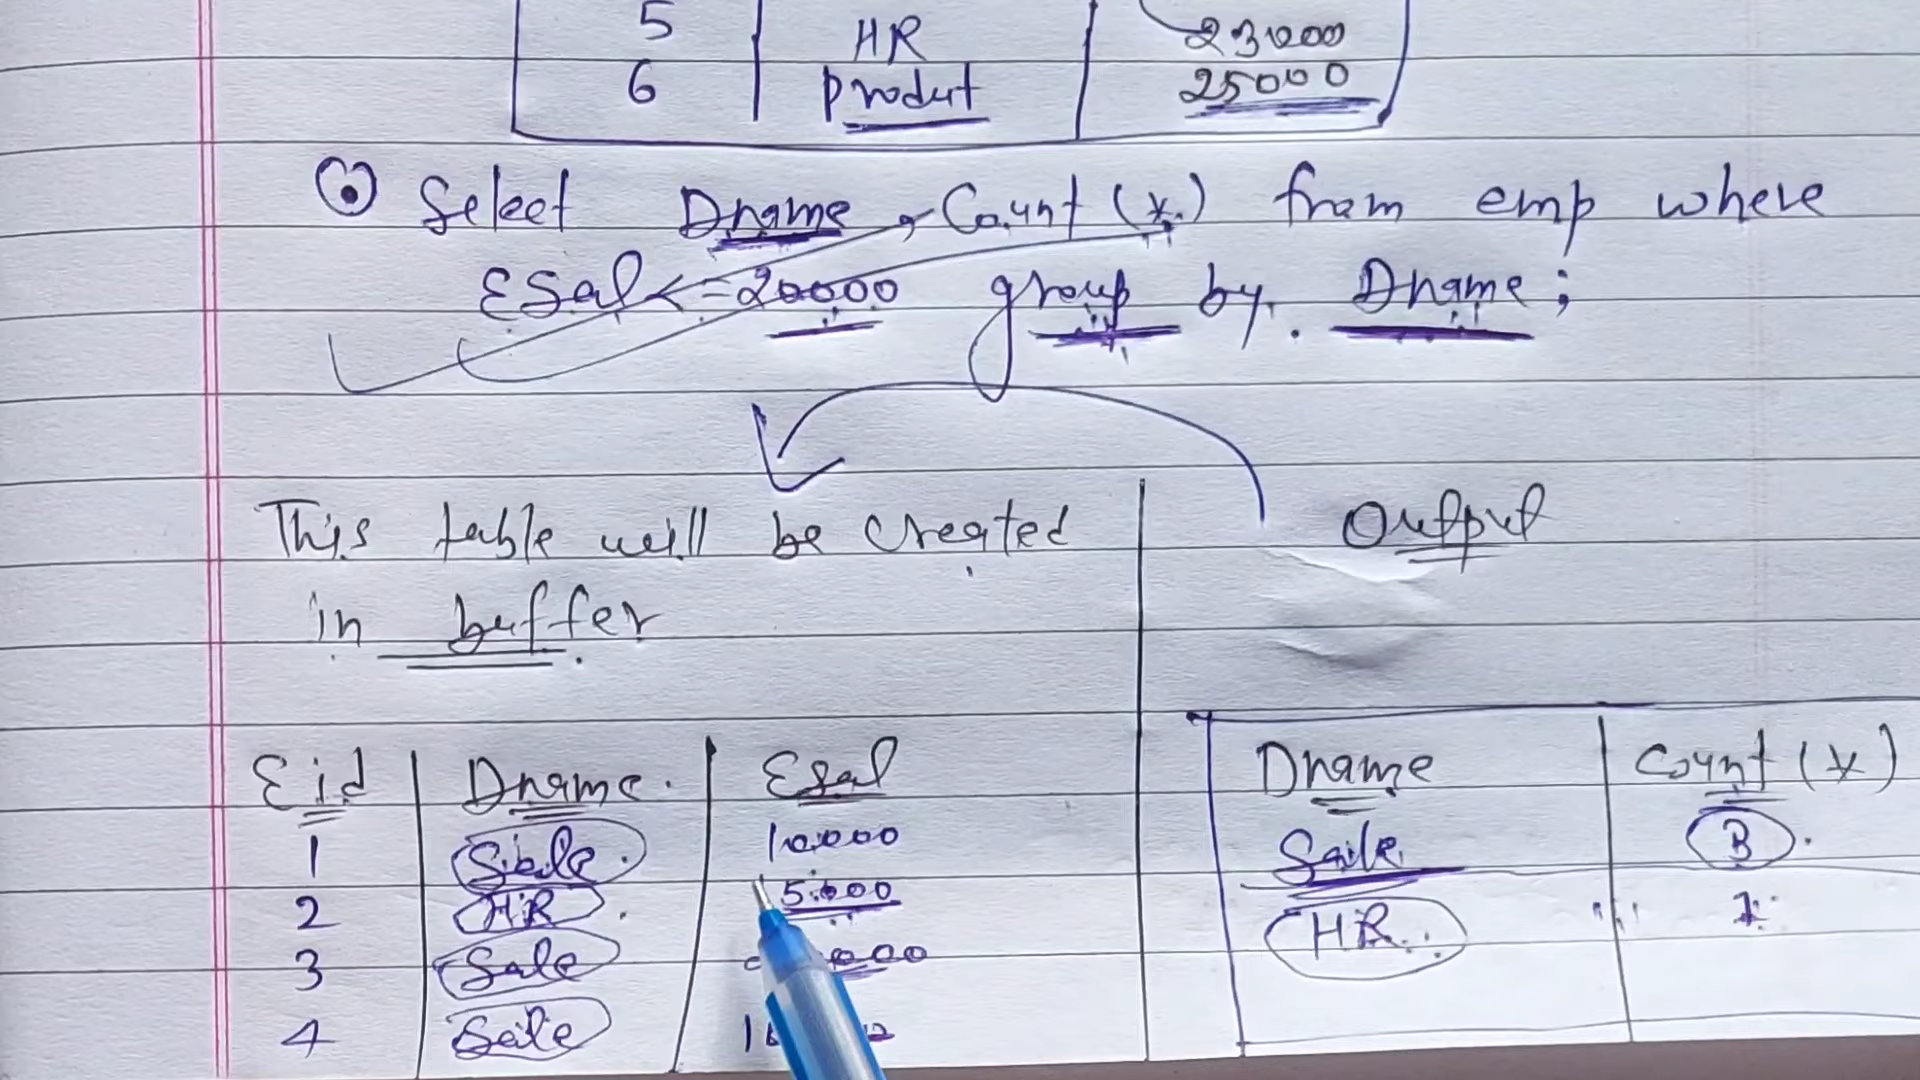 5 HR 23000
6 Produt 25000
Select Dname, Count (*) from emp where
ESal <= 20000 group by Dname;
This table will be created
in buffer
Output
Eid Dname Esal
1 Sale 10000
2 HR 5000
3 Sale
4 Sale
Dname Count (*)
Sale 3
HR 1